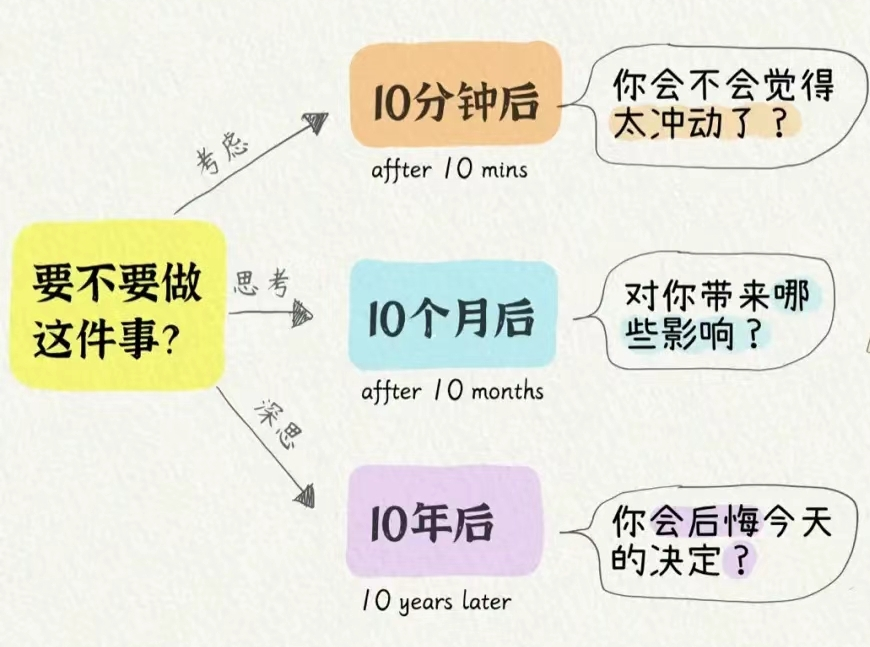 要不要做
这件事?
考虑
10分钟后
affter 10 mins
你会不会觉得
太冲动了？
思考
10个月后
affter 10 months
对你带来哪
些影响？
深思
10年后
10 years later
你会后悔今天
的决定？